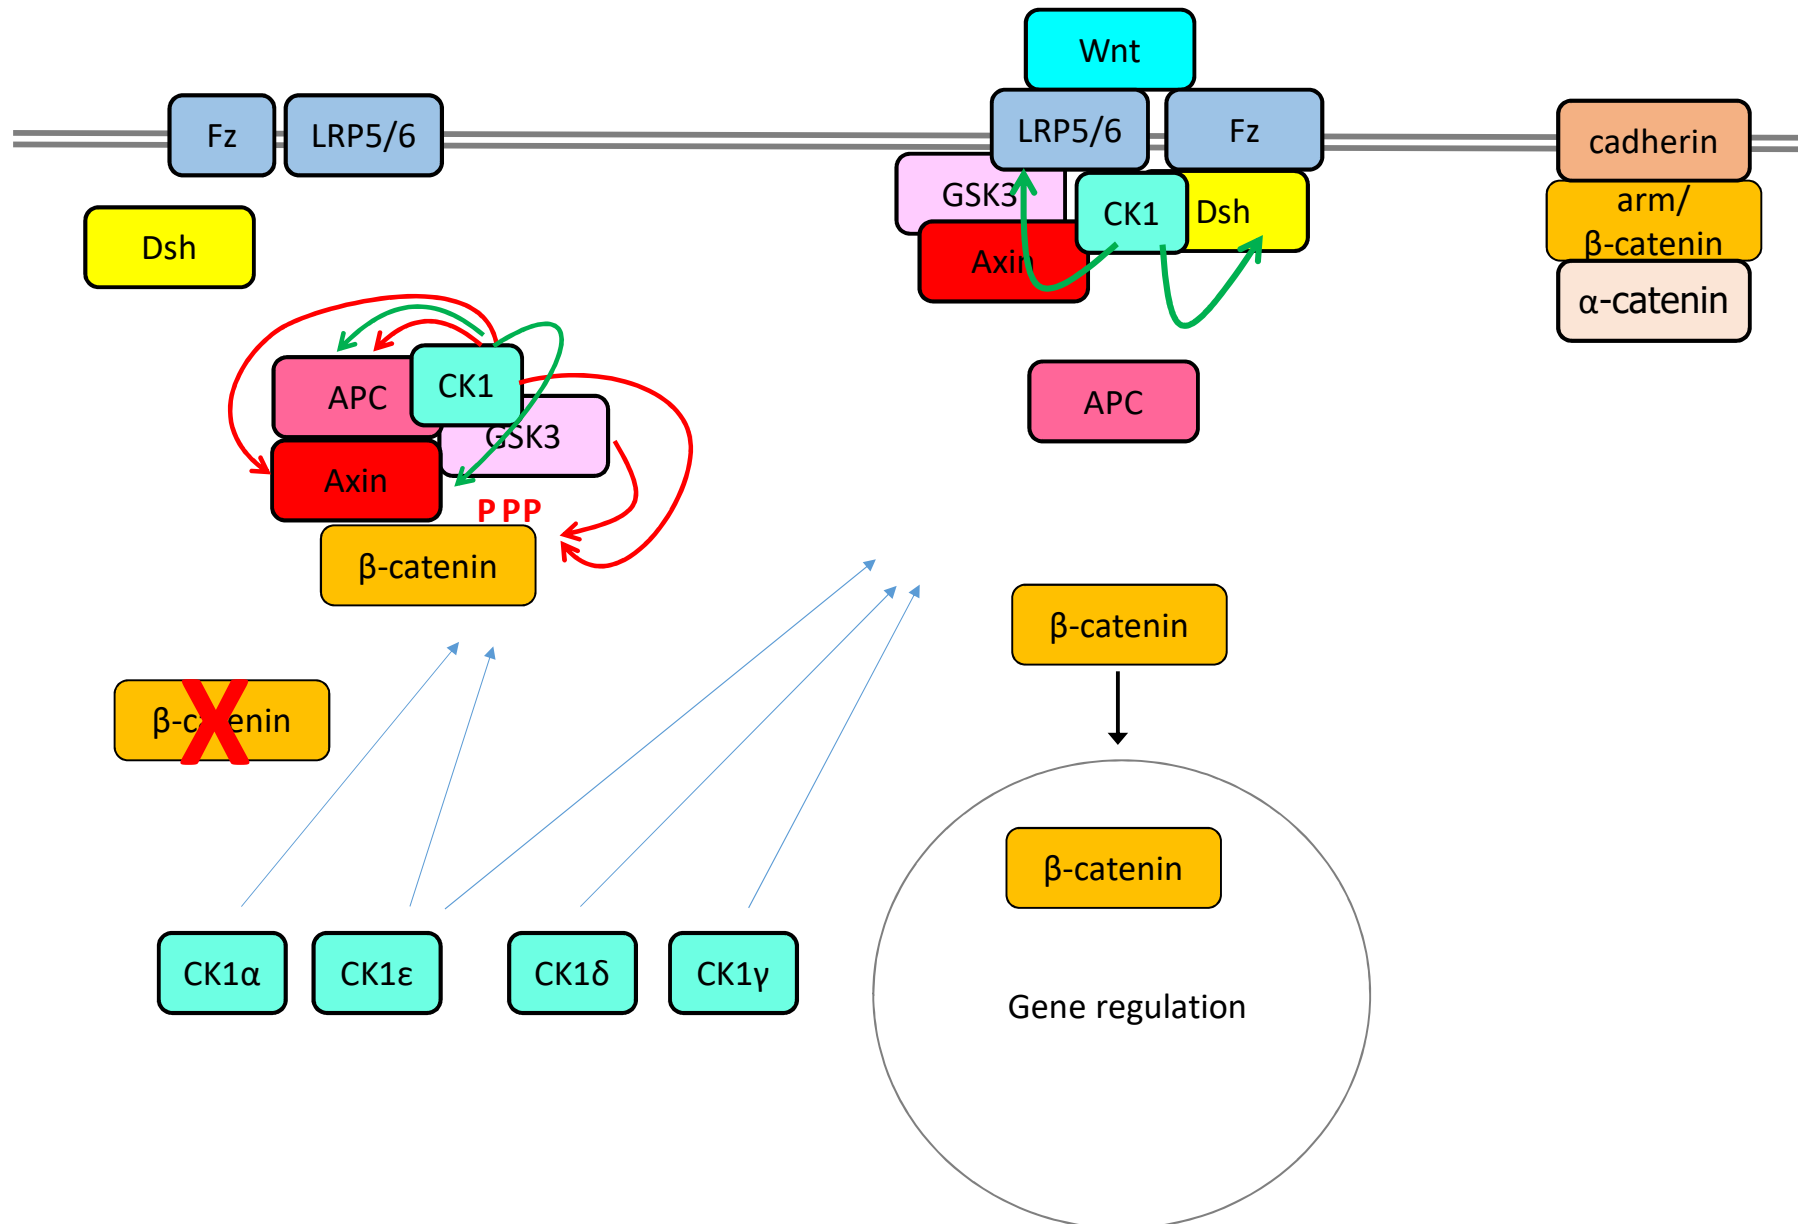 Wnt
Fz
LRP5/6
LRP5/6
Fz
cadherin
GSK3
CK1
Dsh
arm/
β-catenin
Dsh
Axin
α-catenin
APC
CK1
APC
GSK3
Axin
P PP
β-catenin
β-catenin
β-catenin
X
β-catenin
CK1α
CK1ε
CK1δ
CK1γ
Gene regulation